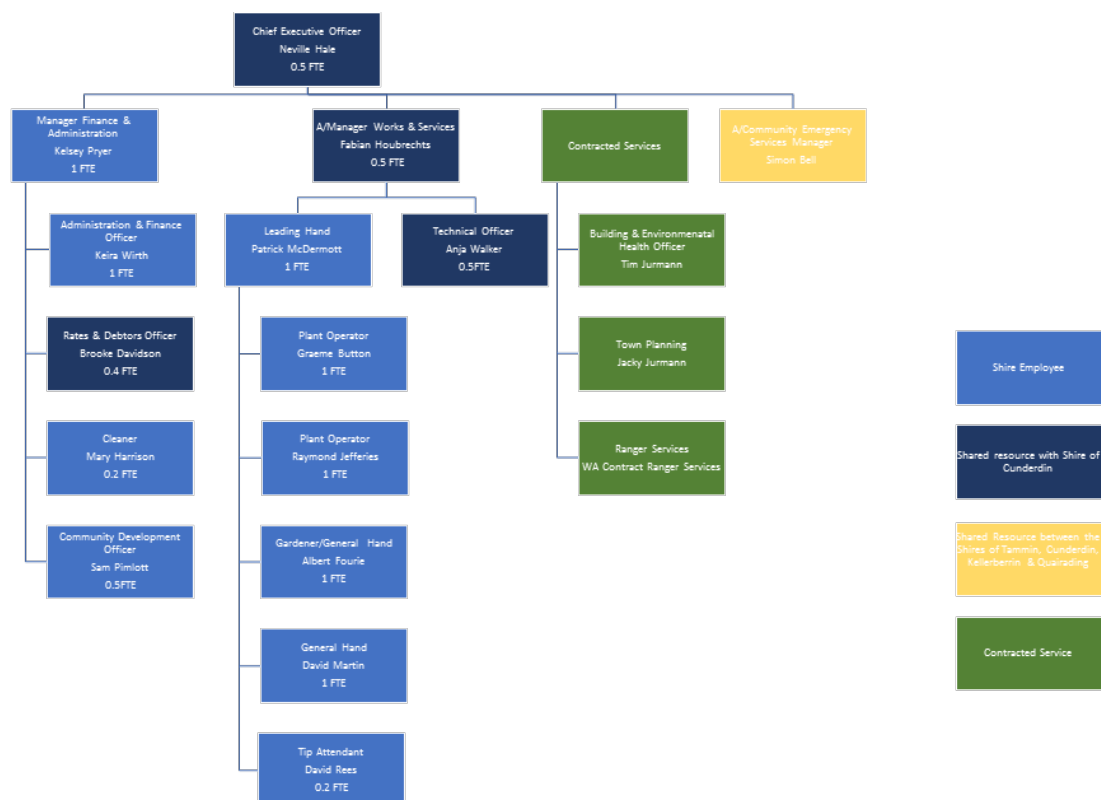 Chief Executive Officer
Neville Hale
0.5 FTE
Manager Finance &
Administration
Kelsey Pryer
1 FTE
A/Manager Works & Services
Fabian Houbrechts
0.5 FTE
Contracted Services
A/Community Emergency
Services Manager
Simon Bell
Administration & Finance
Officer
Keira Wirth
1 FTE
Leading Hand
Patrick McDermott
1 FTE
Technical Officer
Anja Walker
0.5FTE
Building & Environmenatal
Health Officer
Tim Jurmann
Rates & Debtors Officer
Brooke Davidson
0.4 FTE
Plant Operator
Graeme Button
1 FTE
Town Planning
Jacky Jurmann
Cleaner
Mary Harrison
0.2 FTE
Plant Operator
Raymond Jefferies
1 FTE
Ranger Services
WA Contract Ranger Services
Community Development
Officer
Sam Pimlott
0.5FTE
Gardener/General Hand
Albert Fourie
1 FTE
General Hand
David Martin
1 FTE
Tip Attendant
David Rees
0.2 FTE
Shire Employee
Shared resource with Shire of
Cunderdin
Shared Resource between the
Shires of Tammin, Cunderdin,
Kellerberrin & Quairading
Contracted Service